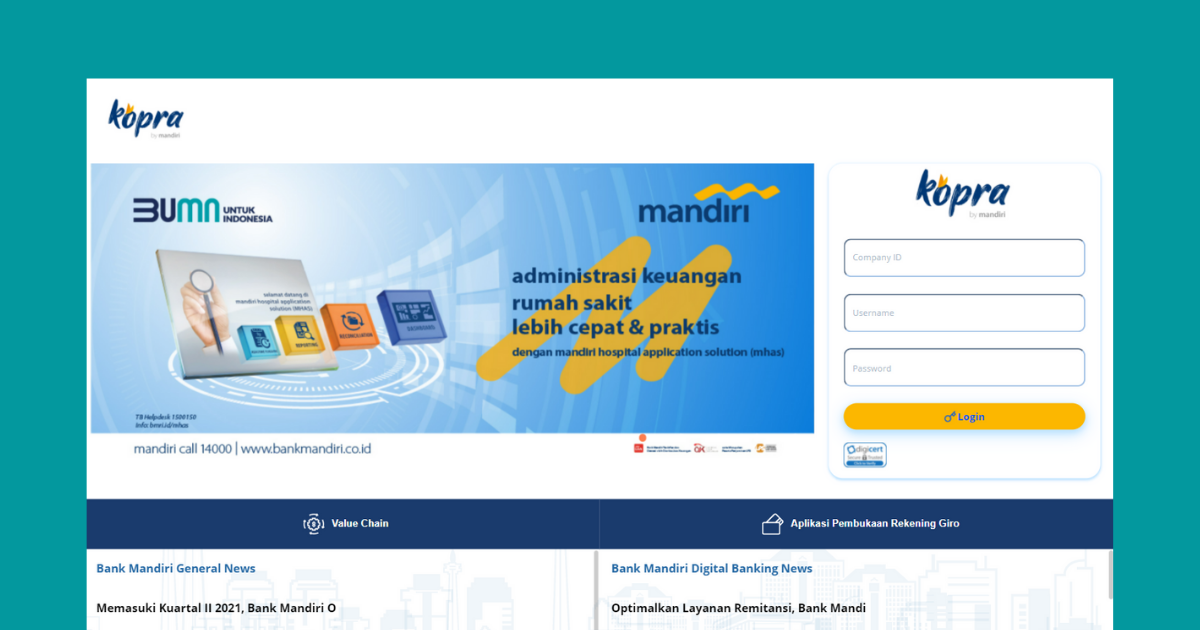 kopra
by mandiri
BUMN UNTUK
INDONESIA
mandiri
selamat datang di
mandiri hospital application
solution (MHAS)
REPORTING
RECONCILIATION
DASHBOARD
administrasi keuangan
rumah sakit
lebih cepat & praktis
dengan mandiri hospital application solution (mhas)
TB Helpdesk 1500150
Info: bmri.id/mhas
mandiri call 14000 | www.bankmandiri.co.id
kopra
by mandiri
Company ID
Username
Password
Login
digicert
Secure Trusted
Value Chain
Aplikasi Pembukaan Rekening Giro
Bank Mandiri General News
Memasuki Kuartal II 2021, Bank Mandiri O
Bank Mandiri Digital Banking News
Optimalkan Layanan Remitansi, Bank Mandi